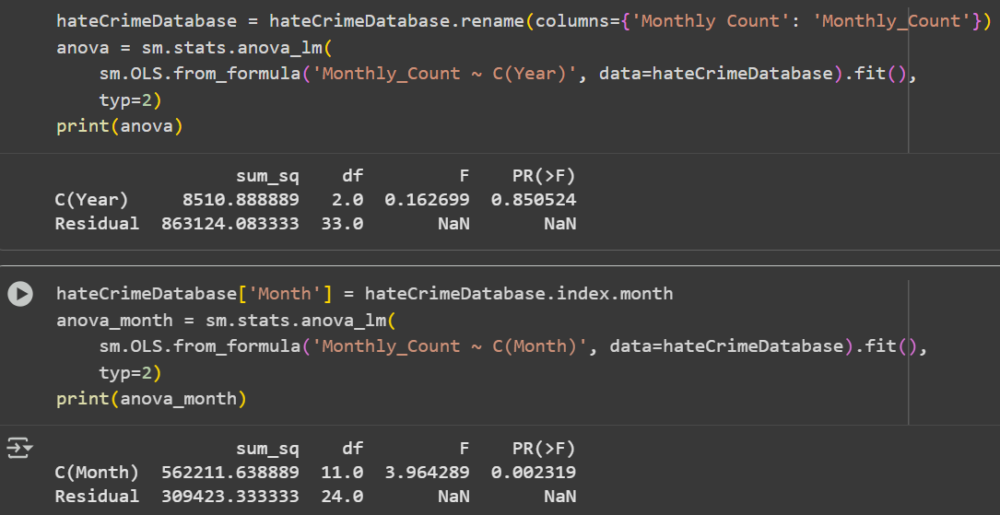 hateCrimeDatabase = hateCrimeDatabase.rename(columns={'Monthly Count': 'Monthly_Count'})
anova = sm.stats.anova_lm(
    sm.OLS.from_formula('Monthly_Count ~ C(Year)', data=hateCrimeDatabase).fit(),
    typ=2)
print(anova)
sum_sq df F PR(>F)
C(Year) 8510.888889 2.0 0.162699 0.850524
Residual 863124.083333 33.0 NaN NaN
hateCrimeDatabase['Month'] = hateCrimeDatabase.index.month
anova_month = sm.stats.anova_lm(
    sm.OLS.from_formula('Monthly_Count ~ C(Month)', data=hateCrimeDatabase).fit(),
    typ=2)
print(anova_month)
sum_sq df F PR(>F)
C(Month) 562211.638889 11.0 3.964289 0.002319
Residual 309423.333333 24.0 NaN NaN